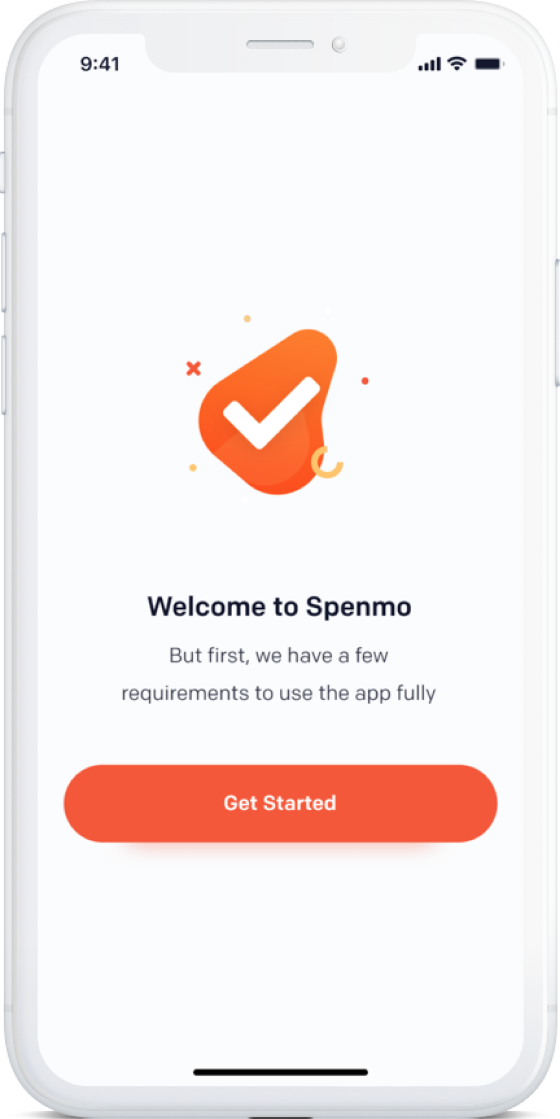 9:41
Welcome to Spenmo
But first, we have a few
requirements to use the app fully
Get Started